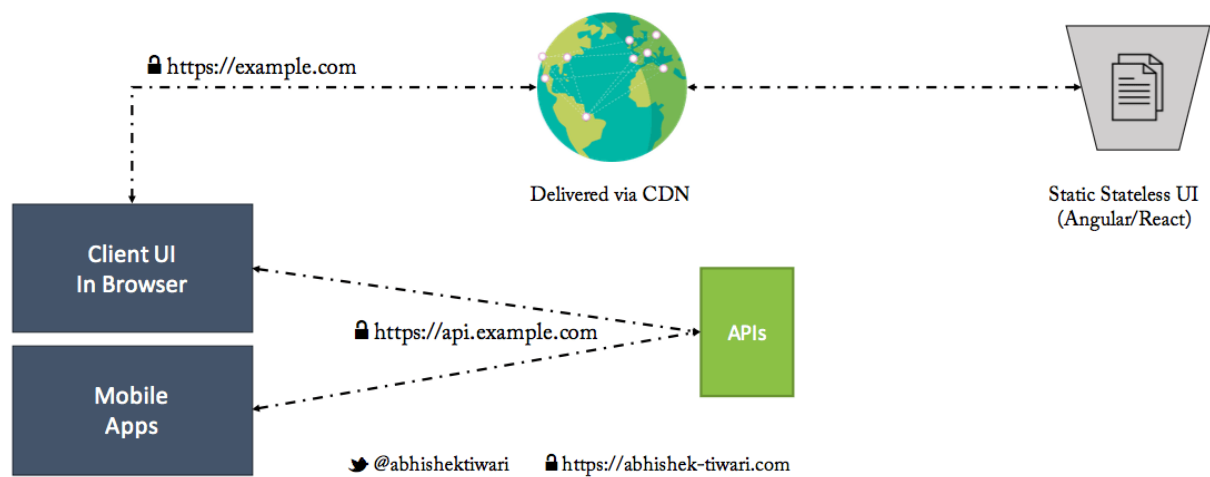 https://example.com
Delivered via CDN
Static Stateless UI
(Angular/React)
Client UI
In Browser
https://api.example.com
APIs
Mobile
Apps
@abhishektiwari
https://abhishek-tiwari.com